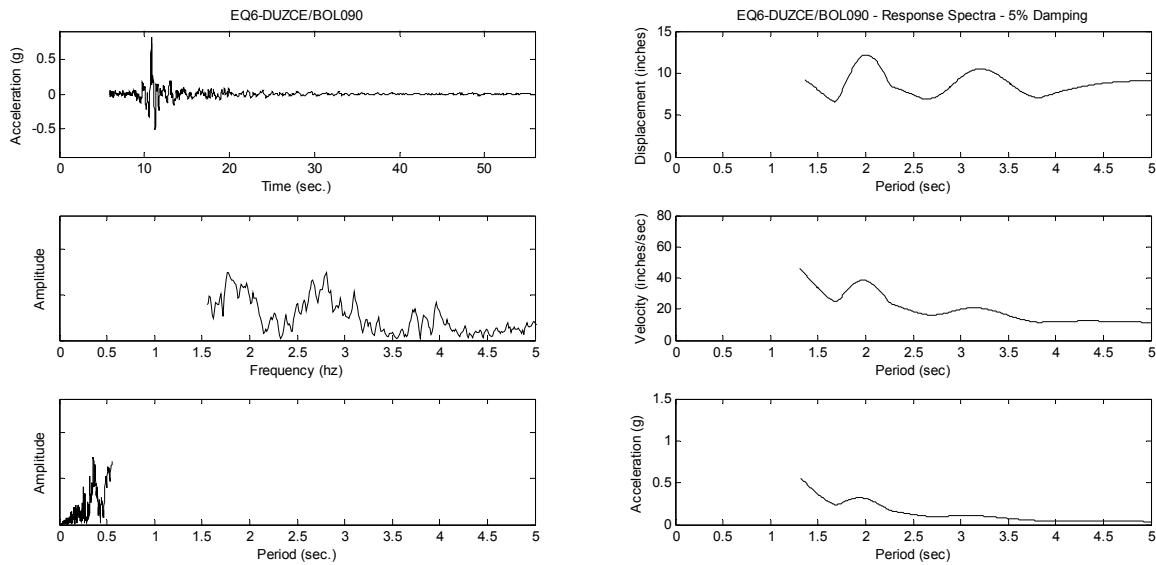 EQ6-DUZCE/BOL090
Acceleration (g)
0.5
0
-0.5
0 10 20 30 40 50
Time (sec.)
Amplitude
0 0.5 1 1.5 2 2.5 3 3.5 4 4.5 5
Frequency (hz)
Amplitude
0 0.5 1 1.5 2 2.5 3 3.5 4 4.5 5
Period (sec.)
EQ6-DUZCE/BOL090 - Response Spectra - 5% Damping
Displacement (inches)
15
10
5
0
0 0.5 1 1.5 2 2.5 3 3.5 4 4.5 5
Period (sec)
Velocity (inches/sec)
80
60
40
20
0
0 0.5 1 1.5 2 2.5 3 3.5 4 4.5 5
Period (sec)
Acceleration (g)
1.5
1
0.5
0
0 0.5 1 1.5 2 2.5 3 3.5 4 4.5 5
Period (sec)